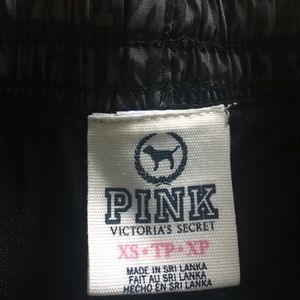 PINK
VICTORIA'S SECRET
XS • TP • XP
MADE IN SRI LANKA
FAIT AU SRI LANKA
HECHO EN SRI LANKA